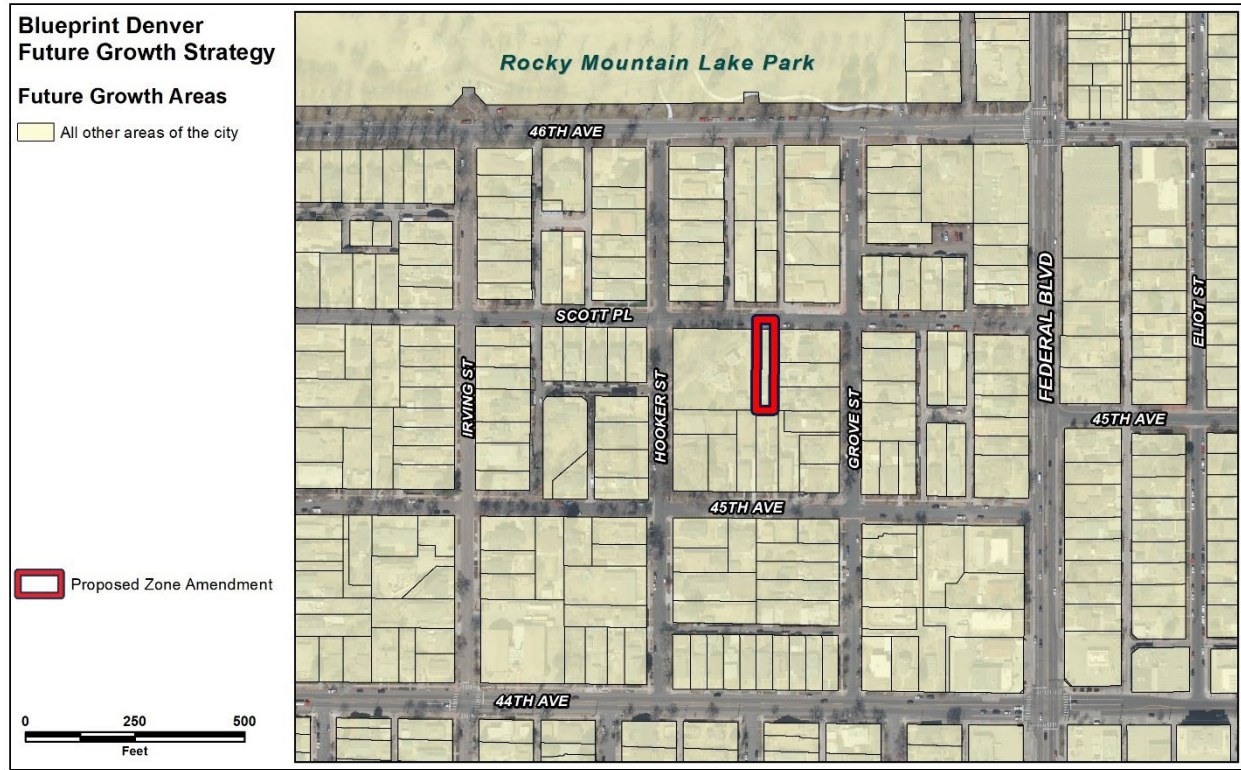 Blueprint Denver
Future Growth Strategy
Future Growth Areas
All other areas of the city
Proposed Zone Amendment
0 250 500
Feet
Rocky Mountain Lake Park
46TH AVE
SCOTT PL
IRVING ST
HOOKER ST
GROVE ST
FEDERAL BLVD
ELIOT ST
45TH AVE
45TH AVE
44TH AVE